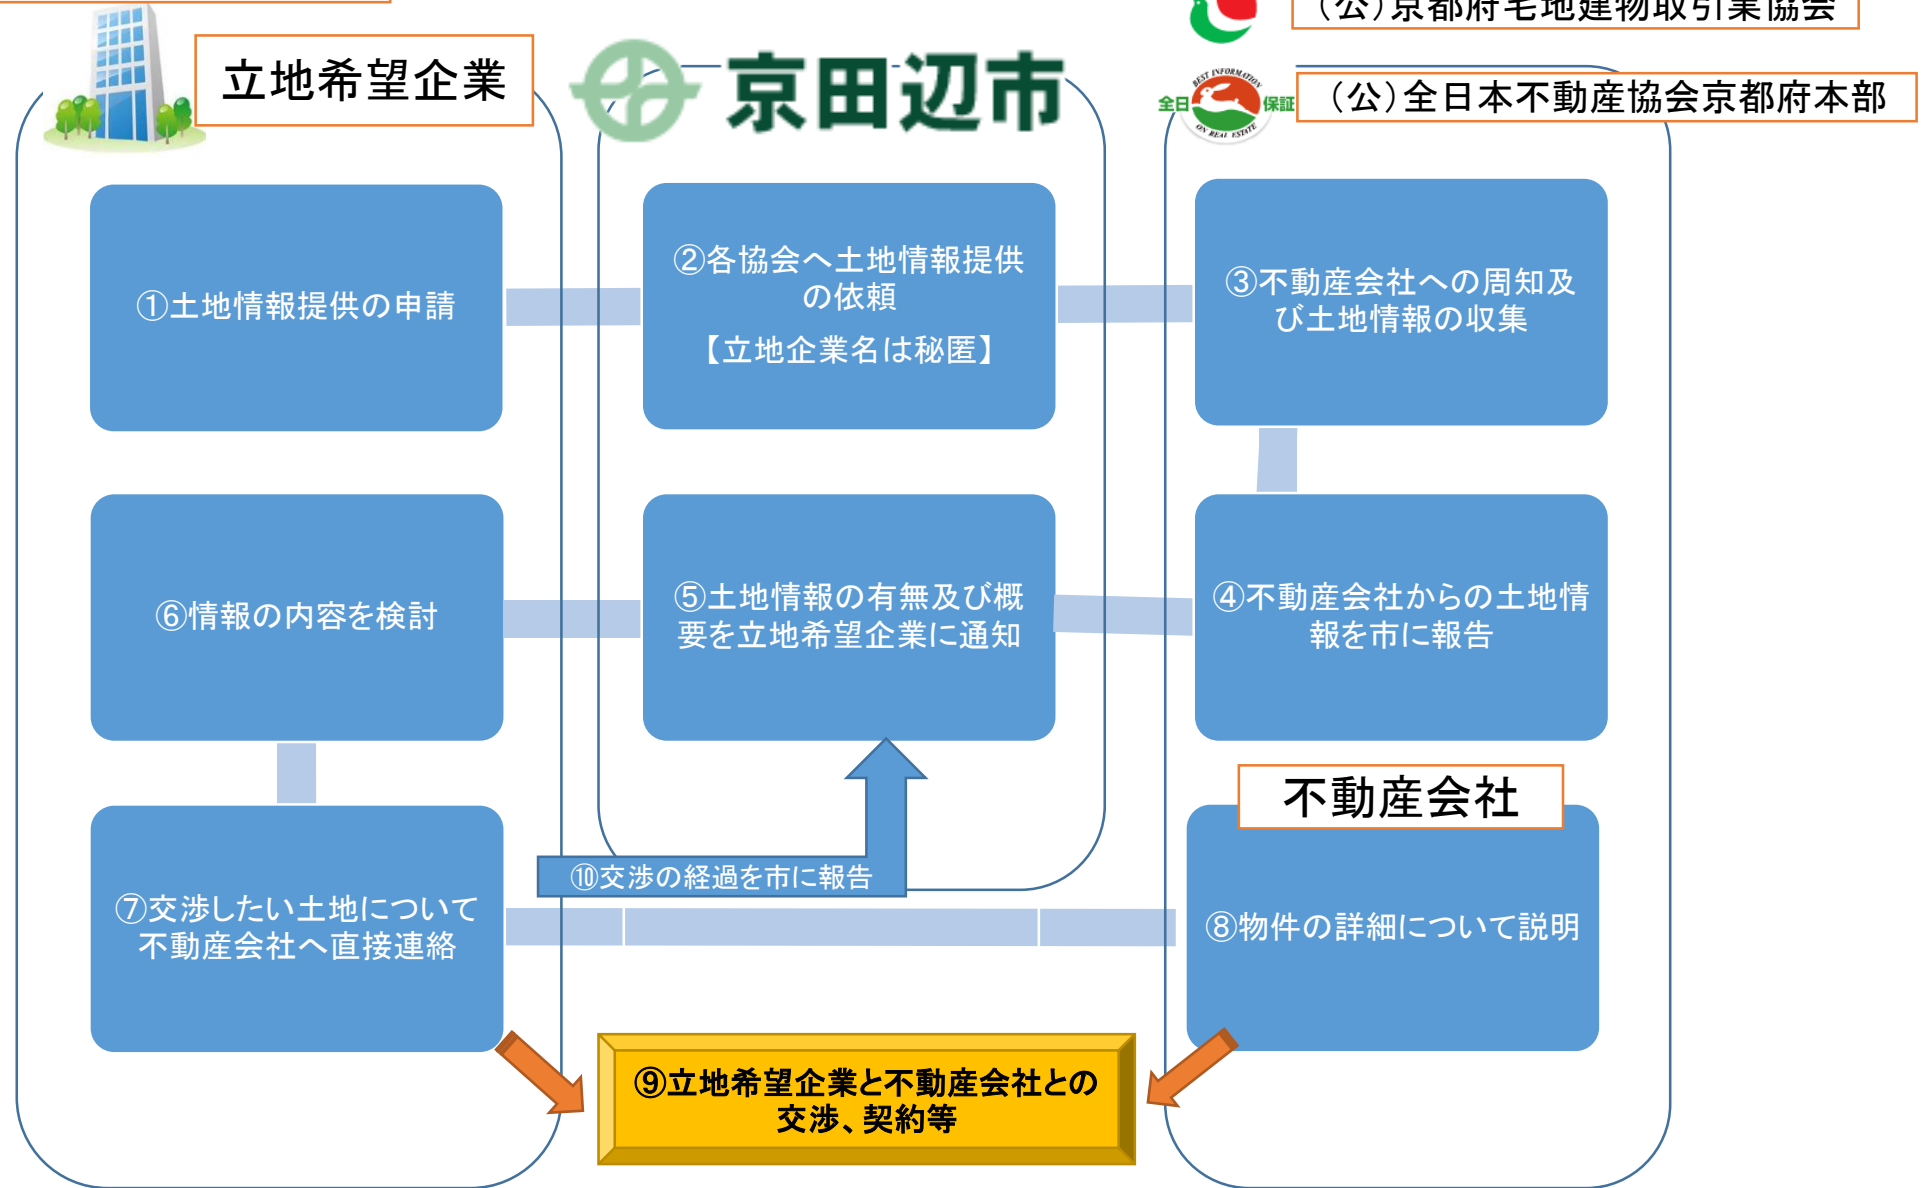 (公)京都府宅地建物取引業協会
立地希望企業
京田辺市
BEST INFORMATION
全日
保証
ON REAL ESTATE
(公)全日本不動産協会京都府本部
①土地情報提供の申請
②各協会へ土地情報提供
の依頼
【立地企業名は秘匿】
③不動産会社への周知及
び土地情報の収集
⑥情報の内容を検討
⑤土地情報の有無及び概
要を立地希望企業に通知
④不動産会社からの土地情
報を市に報告
不動産会社
⑩交渉の経過を市に報告
⑦交渉したい土地について
不動産会社へ直接連絡
⑧物件の詳細について説明
⑨立地希望企業と不動産会社との
交渉、契約等